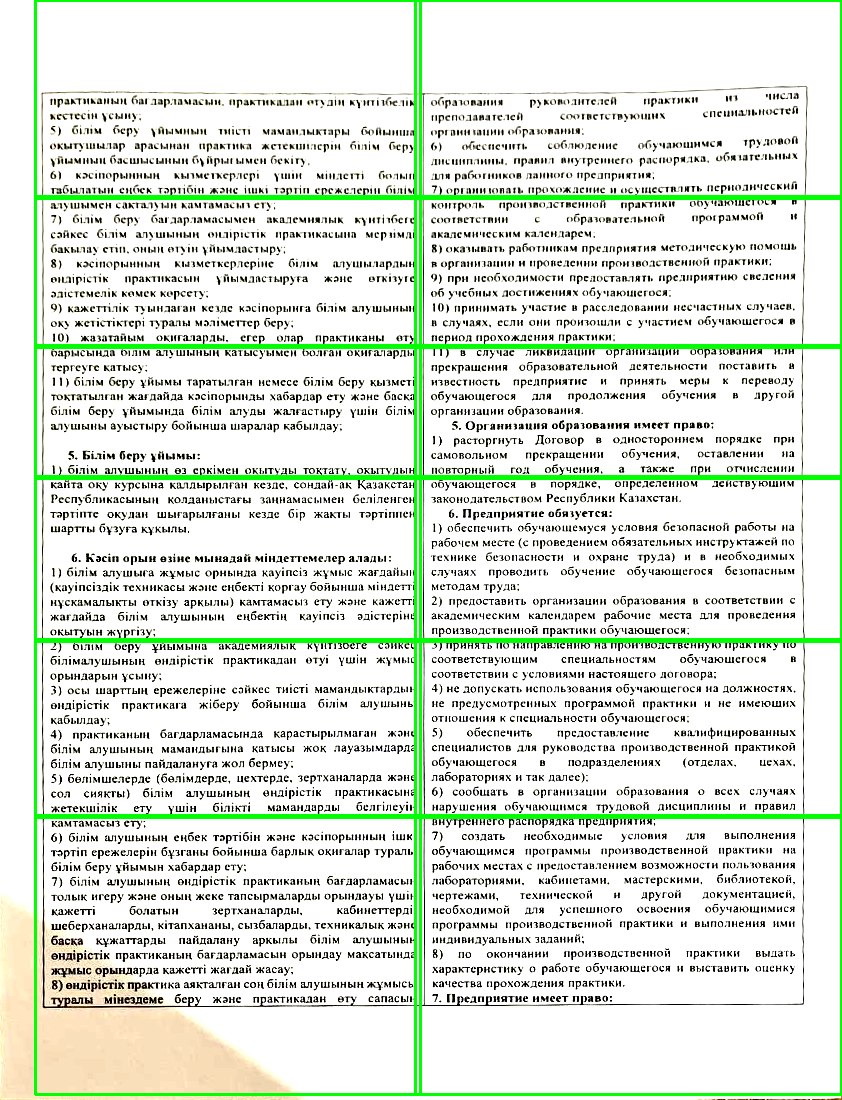 практиканың бағдарламасын, практикадан өтудің күнтізбелік
кестесін ұсыну;
5) білім беру ұйымның тиісті мамандықтары бойынша
оқытушылар арасынан практика жетекшілерін білім беру
ұйымның басшысының бұйрығымен бекіту,
6) кәсіпорынның қызметкерлері үшін міндетті болып
табылатын еңбек тәртібін және ішкі тәртіп ережелерін білім
алушымен сақталуын қамтамасыз ету;
7) білім беру бағдарламасымен академиялық күнтізбеге
сәйкес білім алушының өндірістік практикасына мерзімді
бақылау етіп, оның өтуін ұйымдастыру;
8) кәсіпорынның қызметкерлеріне білім алушылардың
өндірістік практикасын ұйымдастыруға және өткізуге
әдістемелік көмек көрсету;
9) қажеттілік туындаған кезде кәсіпорынға білім алушының
оқу жетістіктері туралы мәліметтер беру;
10) жазатайым оқиғаларды, егер олар практиканы өту
барысында білім алушының қатысуымен болған оқиғаларды
тергеуге қатысу;
11) білім беру ұйымы таратылған немесе білім беру қызметі
тоқтатылған жағдайда кәсіпорынды хабардар ету және басқа
білім беру ұйымында білім алуды жалғастыру үшін білім
алушыны ауыстыру бойынша шаралар қабылдау;
5. Білім беру ұйымы:
1) білім алушының өз еркімен оқытуды тоқтату, оқытудың
қайта оқу курсына қалдырылған кезде, сондай-ақ Қазақстан
Республикасының қолданыстағы заңнамасымен белгіленген
тәртіпте оқудан шығарылғаны кезде бір жақты тәртіппен
шартты бұзуға құқылы.
6. Кәсіп орын өзіне мынадай міндеттемелер алады:
1) білім алушыға жұмыс орнында қауіпсіз жұмыс жағдайын
(қауіпсіздік техникасы және еңбекті қорғау бойынша міндетті
нұсқамалықты өткізу арқылы) қамтамасыз ету және қажетті
жағдайда білім алушының еңбектің қауіпсіз әдістеріне
оқытуын жүргізу;
2) білім беру ұйымына академиялық күнтізбеге сәйкес
білімалушының өндірістік практикадан өтуі үшін жұмыс
орындарын ұсыну;
3) осы шарттың ережелеріне сәйкес тиісті мамандықтардың
өндірістік практикаға жіберу бойынша білім алушыны
қабылдау;
4) практиканың бағдарламасында қарастырылмаған және
білім алушының мамандығына қатысы жоқ лауазымдарда
білім алушыны пайдалануға жол бермеу;
5) бөлімшелерде (бөлімдерде, цехтерде, зертханаларда және
сол сияқты) білім алушының өндірістік практикасына
жетекшілік ету үшін білікті мамандарды белгілеуін
қамтамасыз ету;
6) білім алушының еңбек тәртібін және кәсіпорынның ішкі
тәртіп ережелерін бұзғаны бойынша барлық оқиғалар туралы
білім беру ұйымын хабардар ету;
7) білім алушының өндірістік практиканың бағдарламасын
толық игеру және оның жеке тапсырмаларды орындауы үшін
қажетті болатын зертханаларды, кабинеттерді,
шеберханаларды, кітапхананы, сызбаларды, техникалық және
басқа құжаттарды пайдалану арқылы білім алушының
өндірістік практиканың бағдарламасын орындау мақсатында
жұмыс орындарда қажетті жағдай жасау;
8) өндірістік практика аяқталған соң білім алушының жұмысы
туралы мінездеме беру және практикадан өту сапасын
образования руководителей практики из числа
преподавателей соответствующих специальностей
организации образования;
6) обеспечить соблюдение обучающимся трудовой
дисциплины, правил внутреннего распорядка, обязательных
для работников данного предприятия;
7) организовать прохождение и осуществлять периодический
контроль производственной практики обучающегося в
соответствии с образовательной программой и
академическим календарем;
8) оказывать работникам предприятия методическую помощь
в организации и проведении производственной практики;
9) при необходимости предоставлять предприятию сведения
об учебных достижениях обучающегося;
10) принимать участие в расследовании несчастных случаев,
в случаях, если они произошли с участием обучающегося в
период прохождения практики;
11) в случае ликвидации организации образования или
прекращения образовательной деятельности поставить в
известность предприятие и принять меры к переводу
обучающегося для продолжения обучения в другой
организации образования.
5. Организация образования имеет право:
1) расторгнуть Договор в одностороннем порядке при
самовольном прекращении обучения, оставлении на
повторный год обучения, а также при отчислении
обучающегося в порядке, определенном действующим
законодательством Республики Казахстан.
6. Предприятие обязуется:
1) обеспечить обучающемуся условия безопасной работы на
рабочем месте (с проведением обязательных инструктажей по
технике безопасности и охране труда) и в необходимых
случаях проводить обучение обучающегося безопасным
методам труда;
2) предоставить организации образования в соответствии с
академическим календарем рабочие места для проведения
производственной практики обучающегося;
3) принять по направлению на производственную практику по
соответствующим специальностям обучающегося в
соответствии с условиями настоящего договора;
4) не допускать использования обучающегося на должностях,
не предусмотренных программой практики и не имеющих
отношения к специальности обучающегося;
5) обеспечить предоставление квалифицированных
специалистов для руководства производственной практикой
обучающегося в подразделениях (отделах, цехах,
лабораториях и так далее);
6) сообщать в организации образования о всех случаях
нарушения обучающимся трудовой дисциплины и правил
внутреннего распорядка предприятия;
7) создать необходимые условия для выполнения
обучающимся программы производственной практики на
рабочих местах с предоставлением возможности пользования
лабораториями, кабинетами, мастерскими, библиотекой,
чертежами, технической и другой документацией,
необходимой для успешного освоения обучающимися
программы производственной практики и выполнения ими
индивидуальных заданий;
8) по окончании производственной практики выдать
характеристику о работе обучающегося и выставить оценку
качества прохождения практики.
7. Предприятие имеет право: